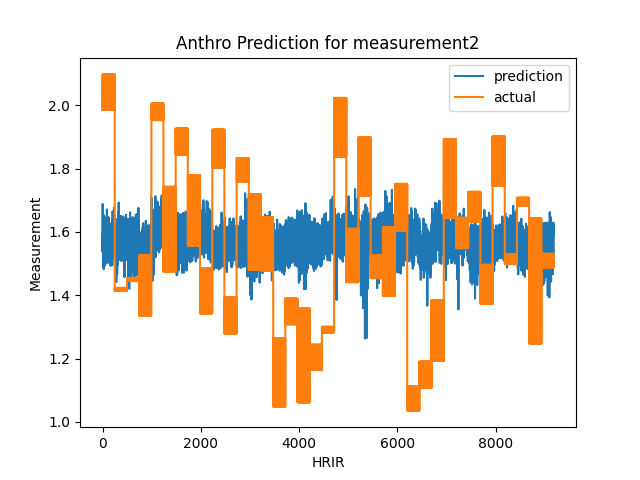 Anthro Prediction for measurement2
prediction
actual
Measurement
2.0
1.8
1.6
1.4
1.2
1.0
0
2000
4000
6000
8000
HRIR